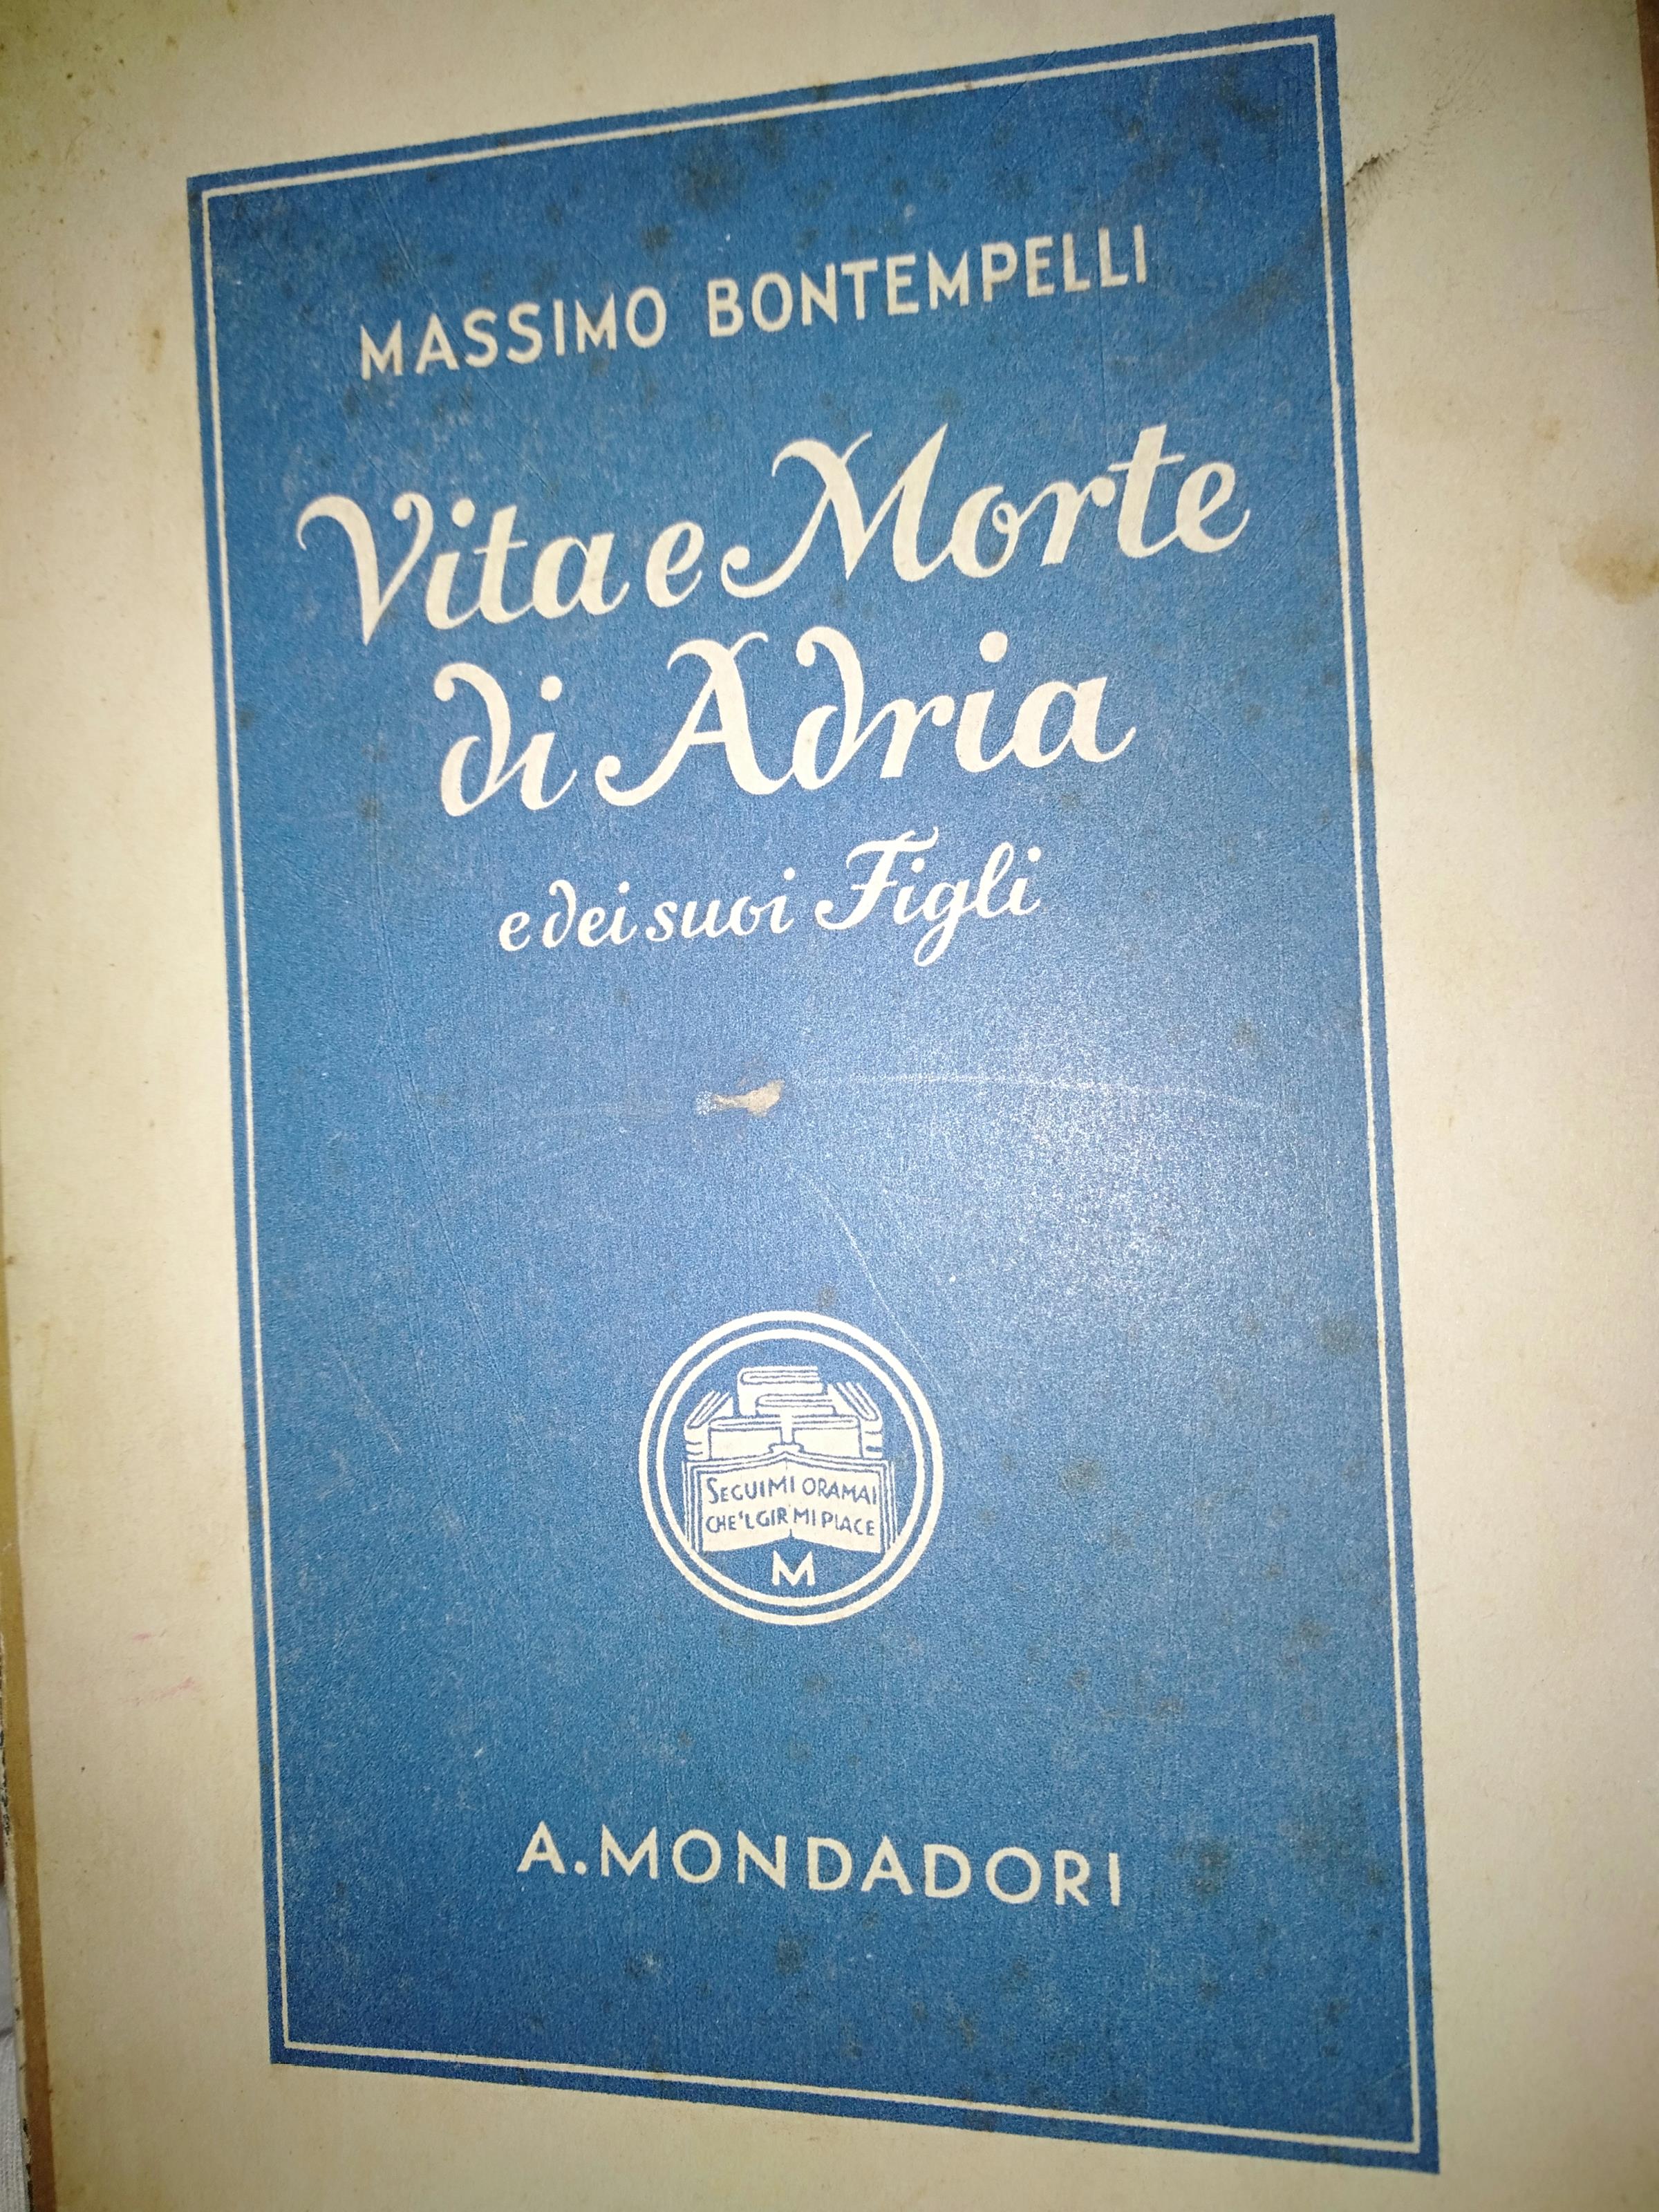 MASSIMO BONTEMPELLI
Vita e Morte
di Adria
e dei suoi Figli
SEGUIMI ORAMAI
CHE'L GIR MI PIACE
M
A. MONDADORI